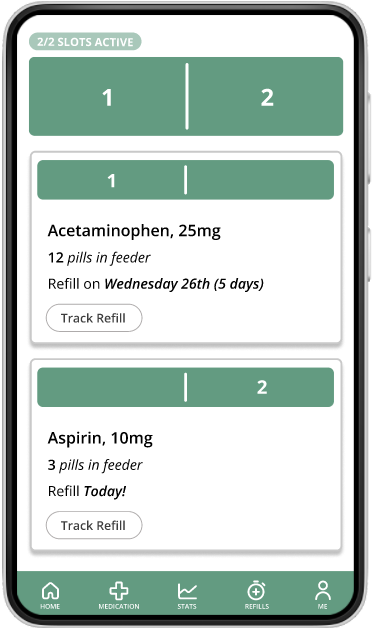 2/2 SLOTS ACTIVE
1 2
1
Acetaminophen, 25mg
12 pills in feeder
Refill on Wednesday 26th (5 days)
Track Refill
2
Aspirin, 10mg
3 pills in feeder
Refill Today!
Track Refill
HOME MEDICATION STATS REFILLS ME